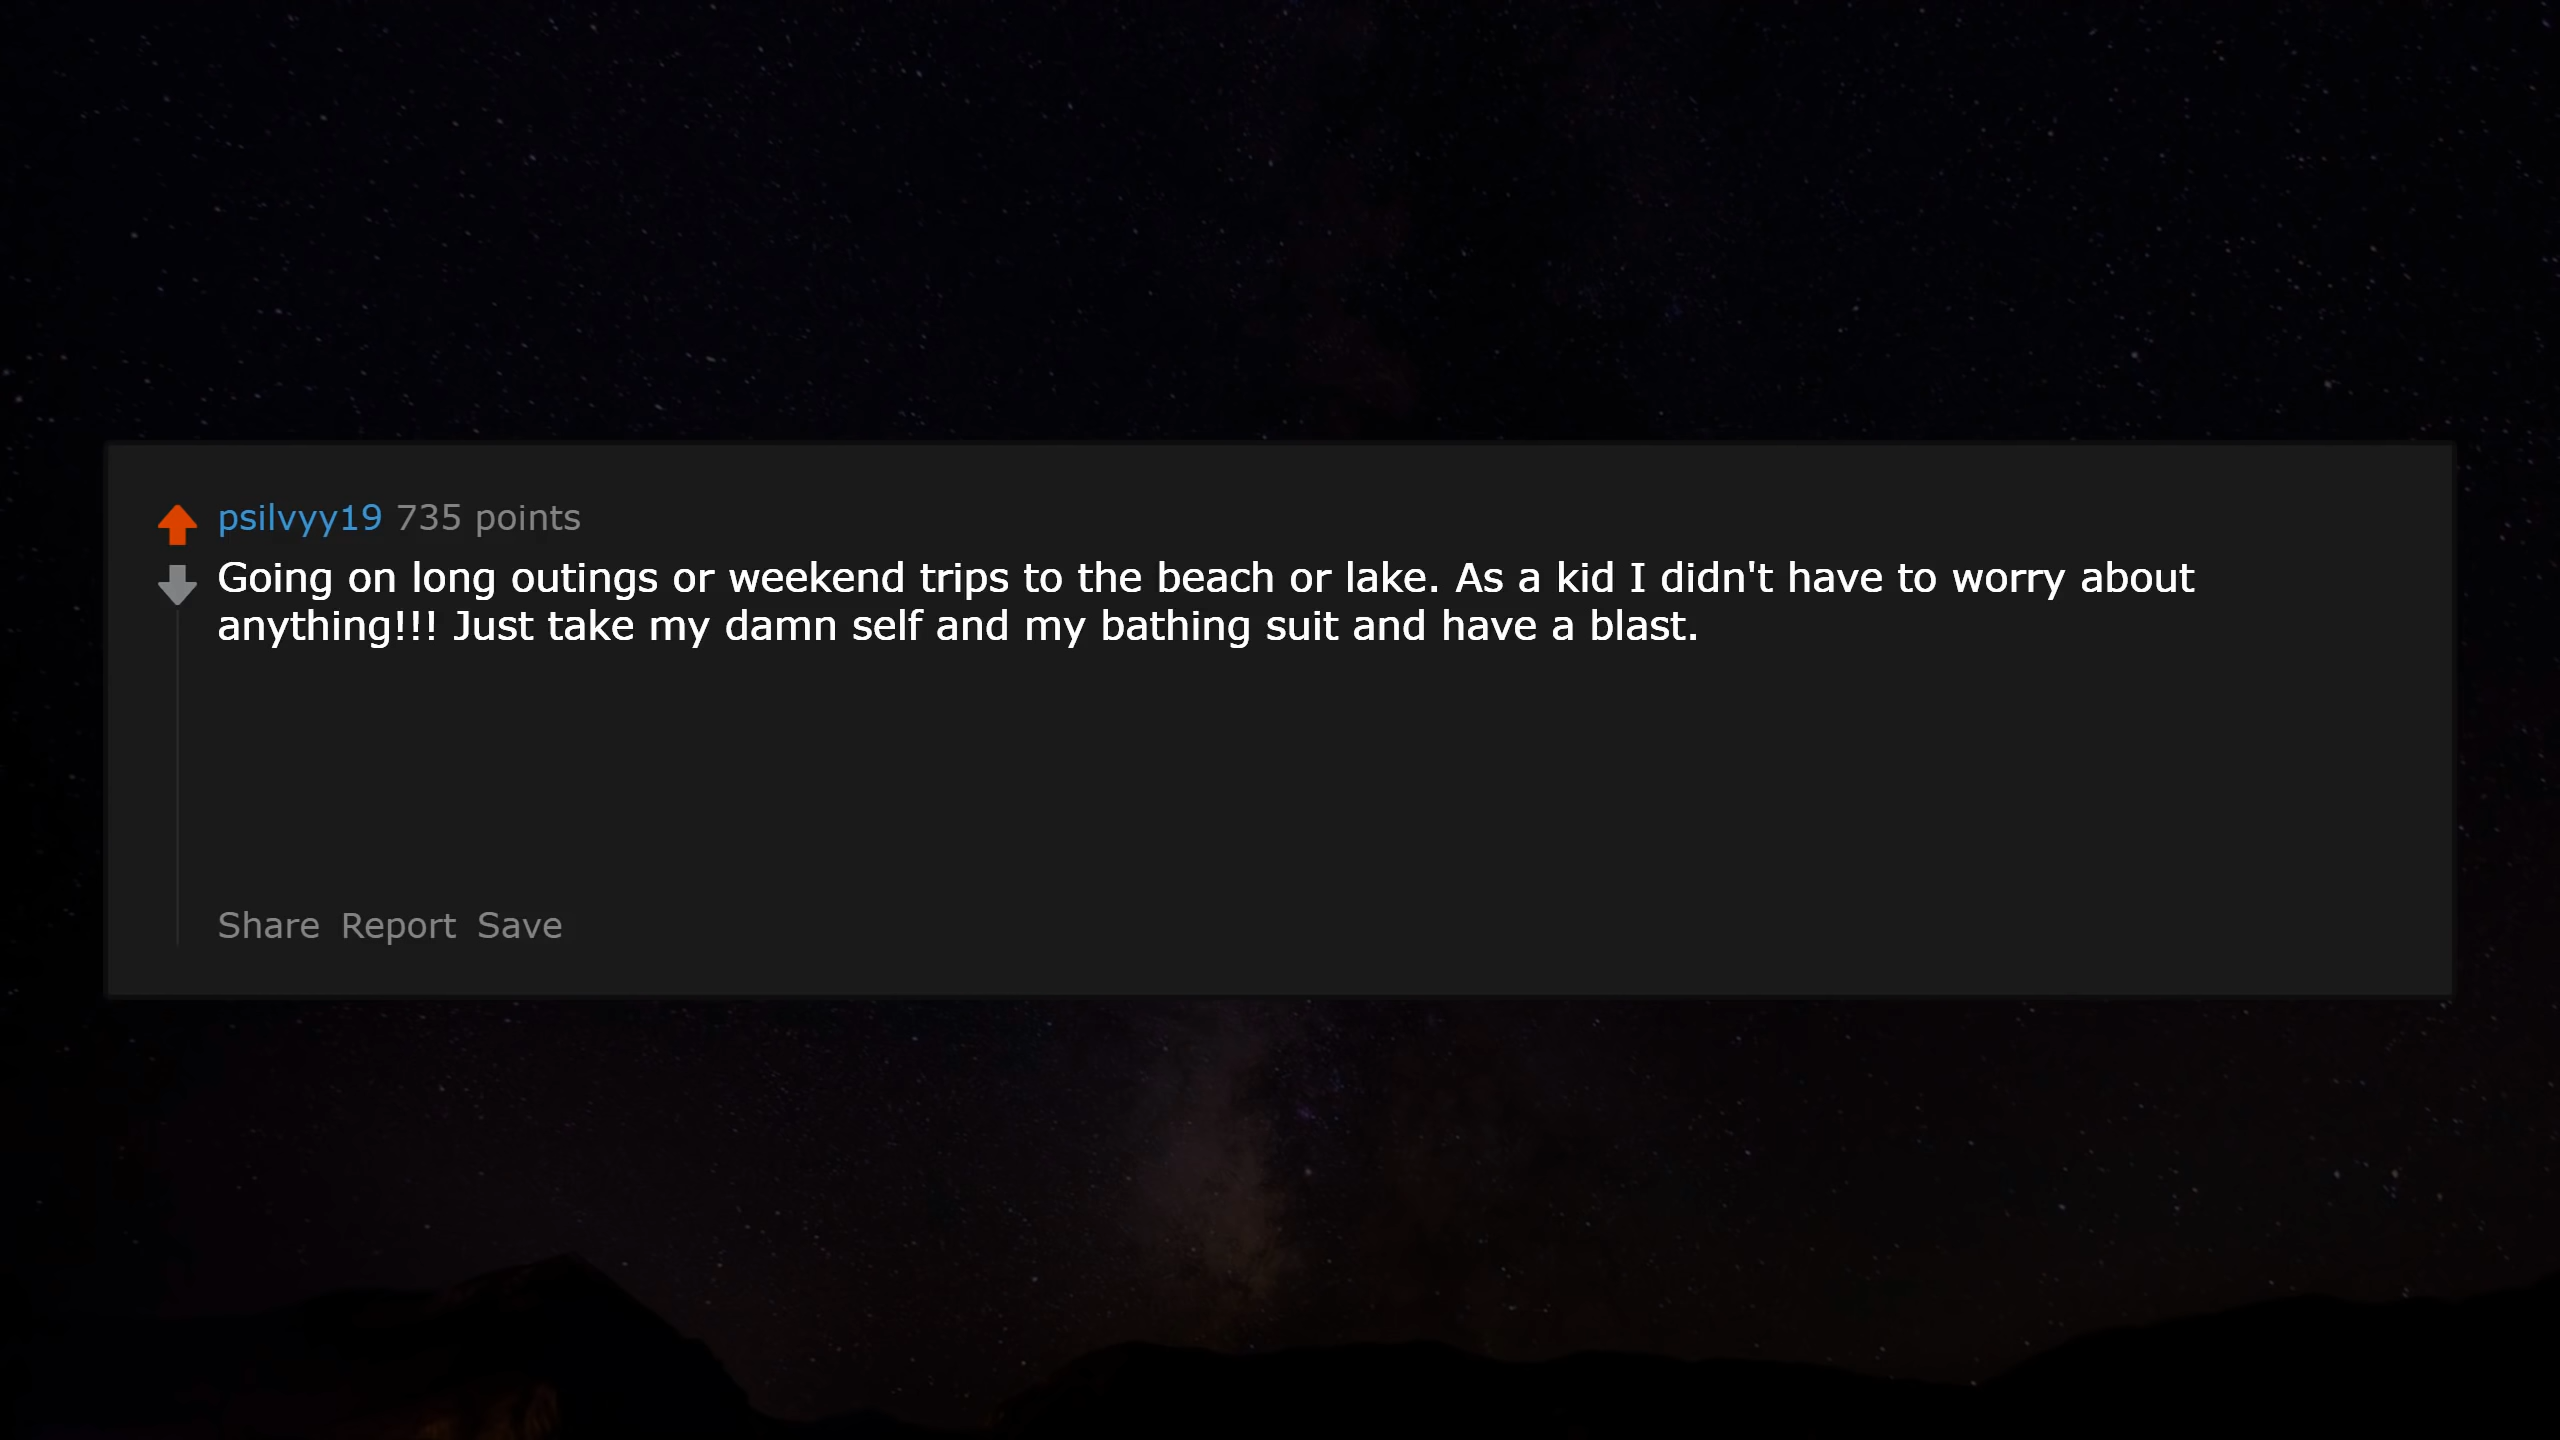 psilvyy19 735 points
Going on long outings or weekend trips to the beach or lake. As a kid I didn't have to worry about
anything!!! Just take my damn self and my bathing suit and have a blast.
Share Report Save